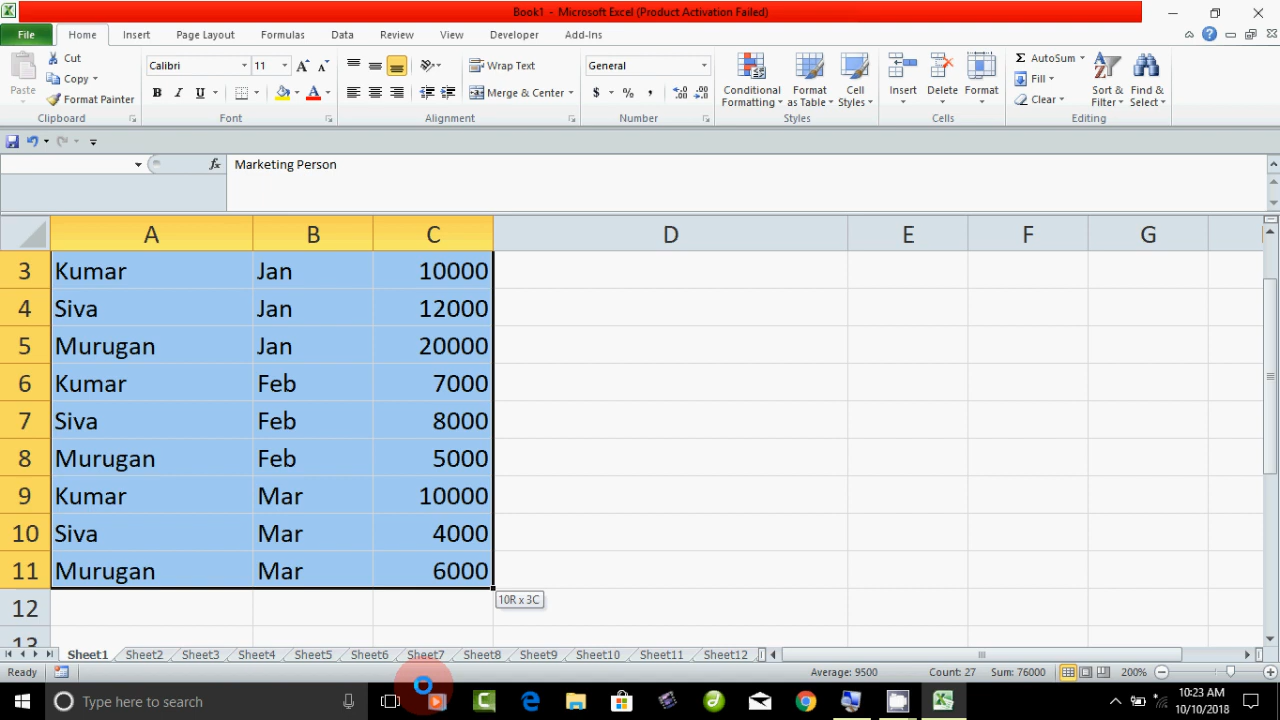 Book1 - Microsoft Excel (Product Activation Failed)
File Home Insert Page Layout Formulas Data Review View Developer Add-Ins
Paste
Cut
Copy
Format Painter
Clipboard
Calibri 11
B I U
Font
Wrap Text
Merge & Center
Alignment
General
$ % ,
Number
Conditional Formatting
Format as Table
Cell Styles
Styles
Insert Delete Format
Cells
AutoSum
Fill
Clear
Sort & Filter
Find & Select
Editing
fx Marketing Person
A B C D E F G
3 Kumar Jan 10000
4 Siva Jan 12000
5 Murugan Jan 20000
6 Kumar Feb 7000
7 Siva Feb 8000
8 Murugan Feb 5000
9 Kumar Mar 10000
10 Siva Mar 4000
11 Murugan Mar 6000
10R x 3C
12
13
Sheet1 Sheet2 Sheet3 Sheet4 Sheet5 Sheet6 Sheet7 Sheet8 Sheet9 Sheet10 Sheet11 Sheet12
Ready Average: 9500 Count: 27 Sum: 76000 200%
Type here to search
10:23 AM
10/10/2018